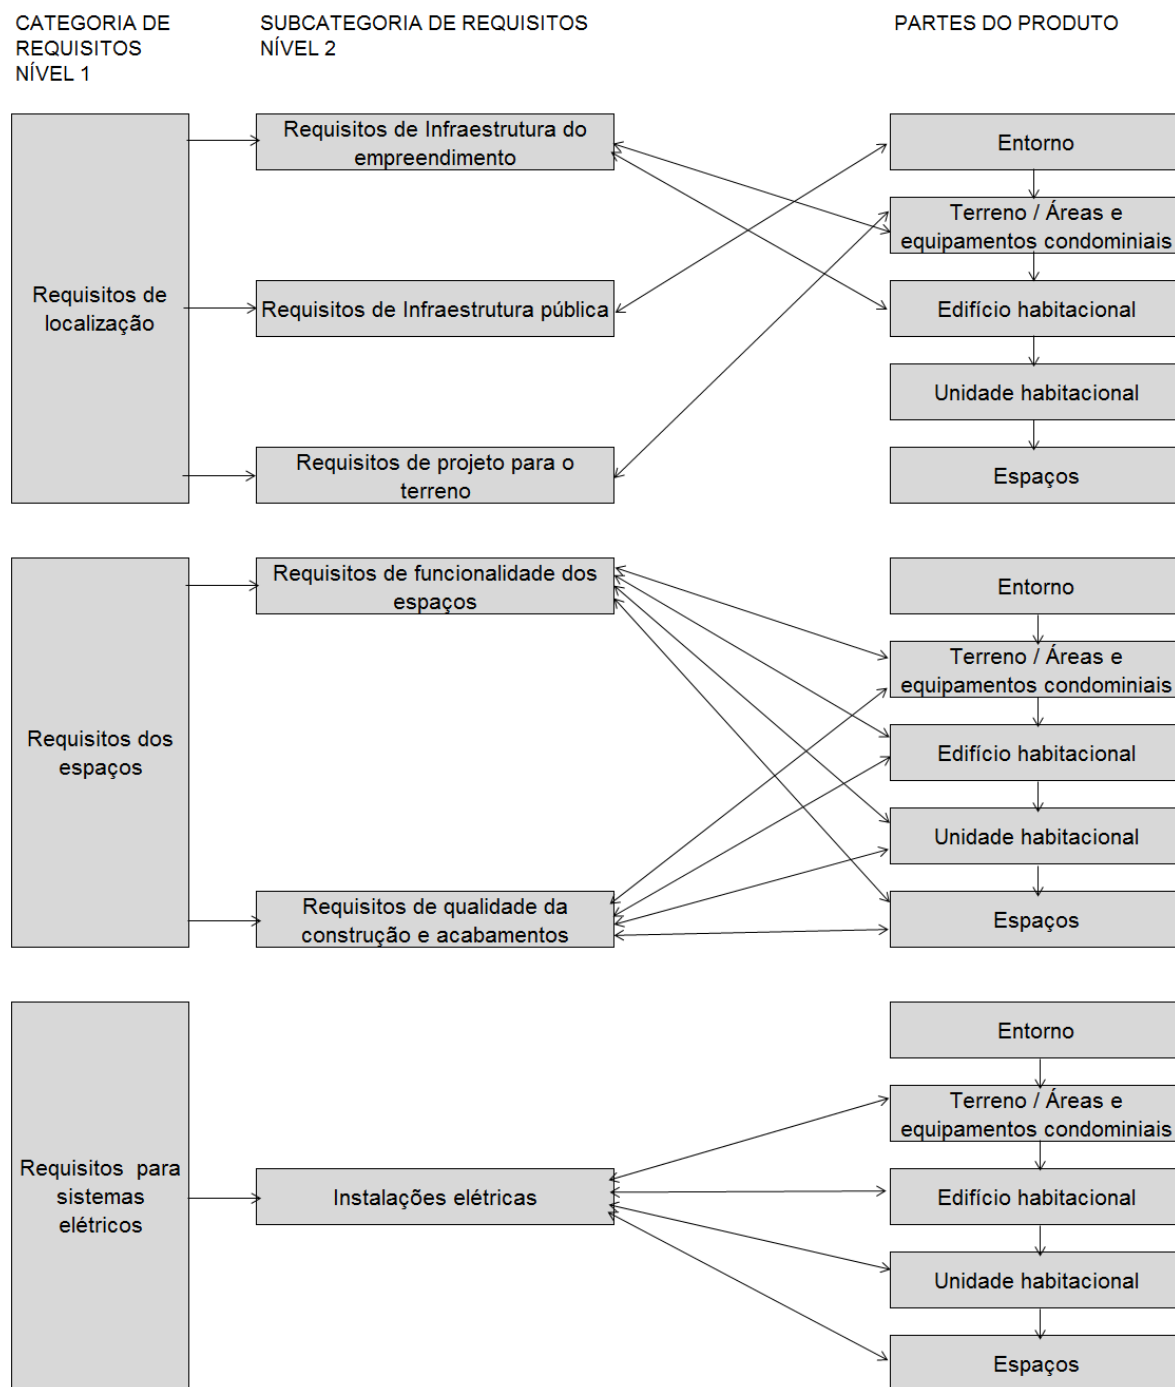 CATEGORIA DE
REQUISITOS
NÍVEL 1
SUBCATEGORIA DE REQUISITOS
NÍVEL 2
PARTES DO PRODUTO
Requisitos de
localização
Requisitos de Infraestrutura do
empreendimento
Requisitos de Infraestrutura pública
Requisitos de projeto para o
terreno
Entorno
Terreno / Áreas e
equipamentos condominiais
Edifício habitacional
Unidade habitacional
Espaços
Requisitos dos
espaços
Requisitos de funcionalidade dos
espaços
Requisitos de qualidade da
construção e acabamentos
Entorno
Terreno / Áreas e
equipamentos condominiais
Edifício habitacional
Unidade habitacional
Espaços
Requisitos para
sistemas
elétricos
Instalações elétricas
Entorno
Terreno / Áreas e
equipamentos condominiais
Edifício habitacional
Unidade habitacional
Espaços